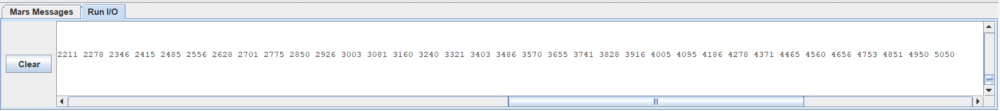 Mars Messages Run I/O
2211 2278 2346 2415 2485 2556 2628 2701 2775 2850 2926 3003 3081 3160 3240 3321 3403 3486 3570 3655 3741 3828 3916 4005 4095 4186 4278 4371 4465 4560 4656 4753 4851 4950 5050
Clear